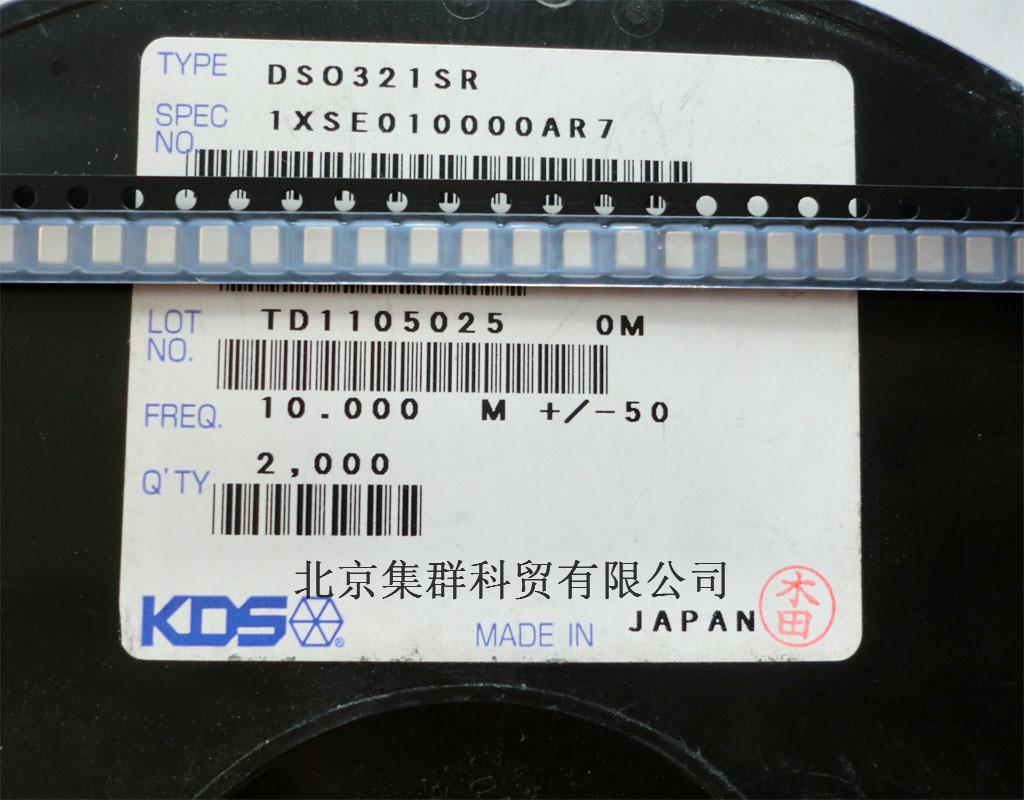 TYPE DSO321SR
SPEC NO. 1XSE010000AR7
LOT NO. TD1105025 0M
FREQ. 10.000 M +/-50
Q'TY 2,000
北京集群科贸有限公司
KDS ®
MADE IN JAPAN
木田